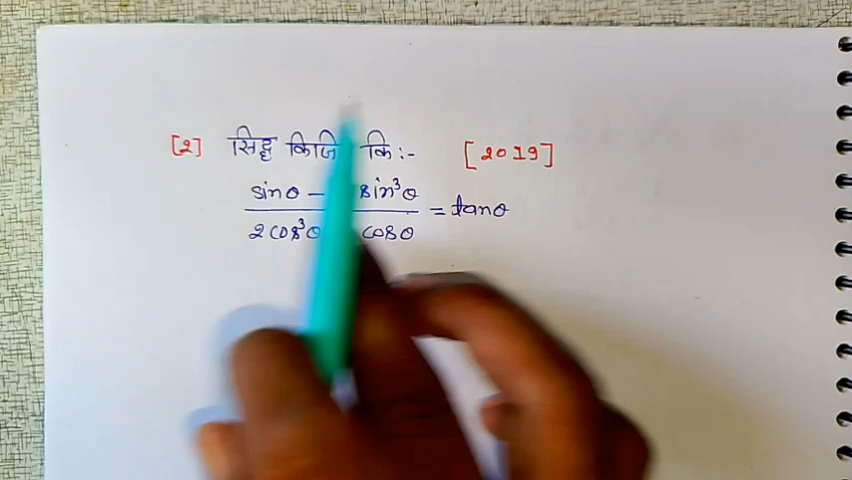 [2] सिद्ध कि :- [2019]
sinθ - sin³θ
= tanθ
2cos³θ cosθ